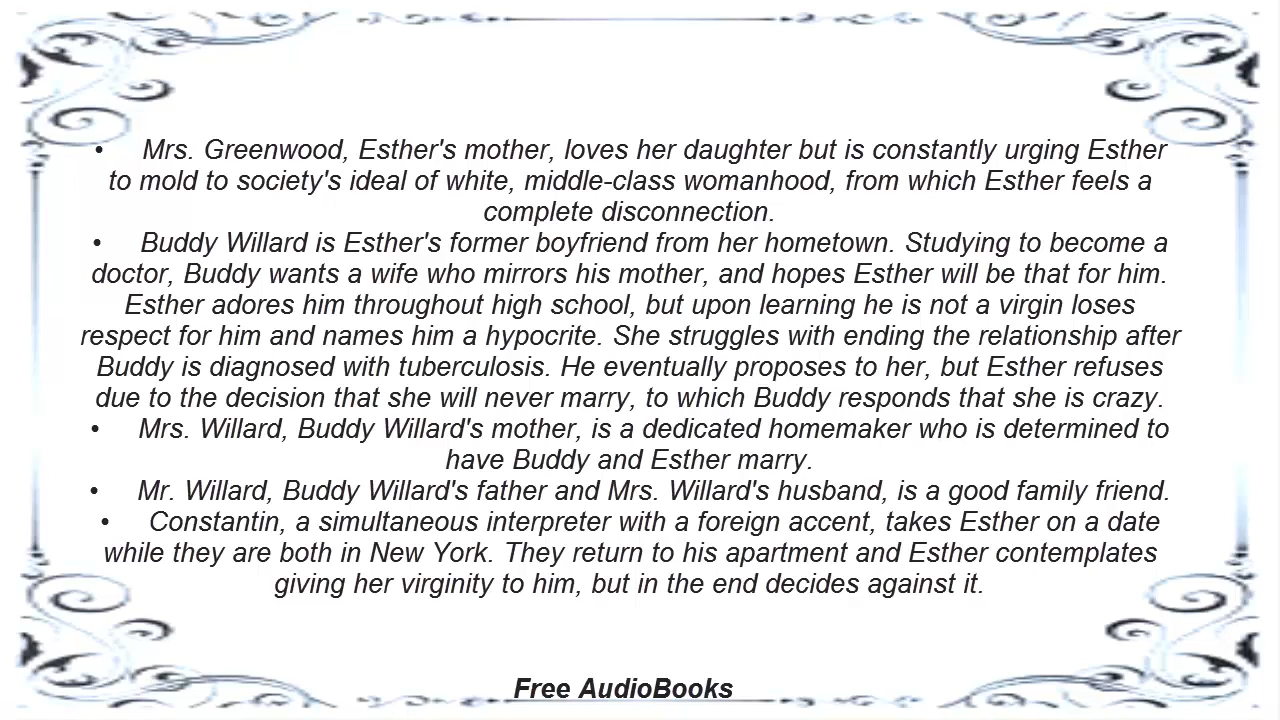 • Mrs. Greenwood, Esther's mother, loves her daughter but is constantly urging Esther
to mold to society's ideal of white, middle-class womanhood, from which Esther feels a
complete disconnection.
• Buddy Willard is Esther's former boyfriend from her hometown. Studying to become a
doctor, Buddy wants a wife who mirrors his mother, and hopes Esther will be that for him.
Esther adores him throughout high school, but upon learning he is not a virgin loses
respect for him and names him a hypocrite. She struggles with ending the relationship after
Buddy is diagnosed with tuberculosis. He eventually proposes to her, but Esther refuses
due to the decision that she will never marry, to which Buddy responds that she is crazy.
• Mrs. Willard, Buddy Willard's mother, is a dedicated homemaker who is determined to
have Buddy and Esther marry.
• Mr. Willard, Buddy Willard's father and Mrs. Willard's husband, is a good family friend.
• Constantin, a simultaneous interpreter with a foreign accent, takes Esther on a date
while they are both in New York. They return to his apartment and Esther contemplates
giving her virginity to him, but in the end decides against it.
Free AudioBooks